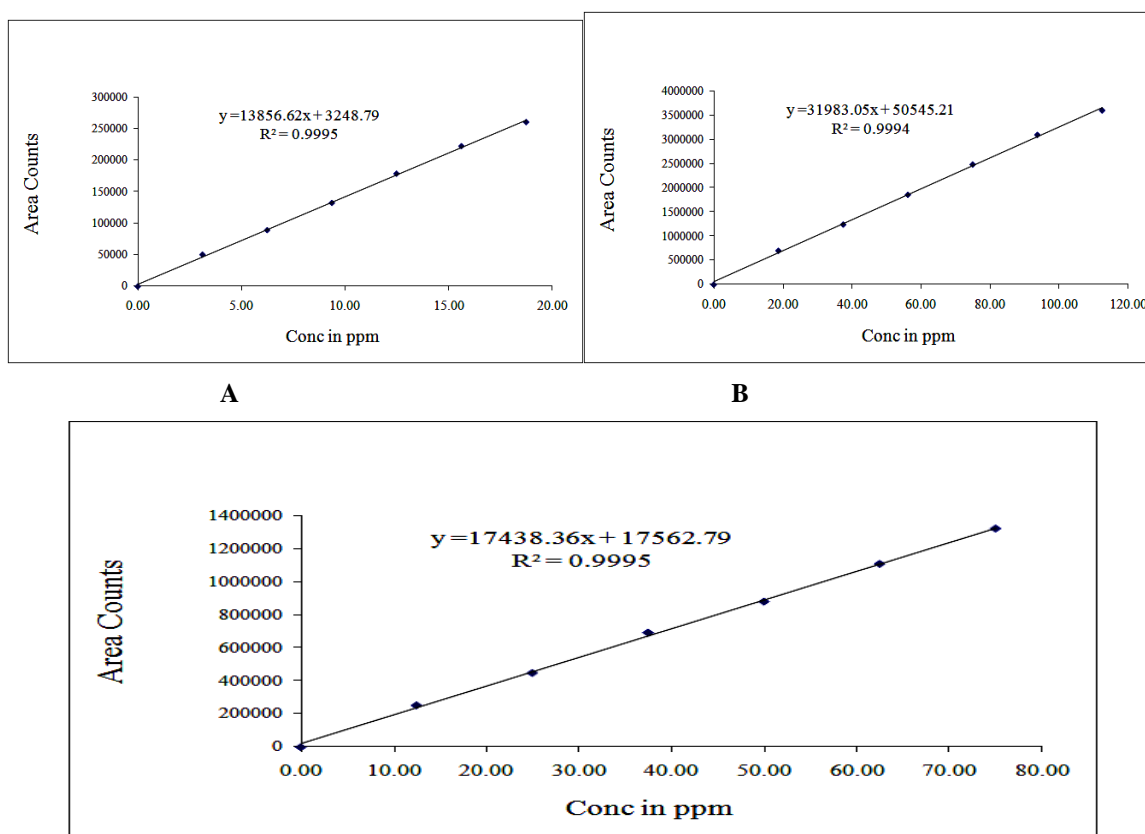 300000
250000
200000
150000
100000
50000
0
y =13856.62x+3248.79
R² = 0.9995
Area Counts
0.00 5.00 10.00 15.00 20.00
Conc in ppm
4000000
3500000
3000000
2500000
2000000
1500000
1000000
500000
0
y =31983.05x+50545.21
R² = 0.9994
Area Counts
0.00 20.00 40.00 60.00 80.00 100.00 120.00
Conc in ppm
A B
1400000
1200000
1000000
800000
600000
400000
200000
0
y =17438.36x+17562.79
R² = 0.9995
Area Counts
0.00 10.00 20.00 30.00 40.00 50.00 60.00 70.00 80.00
Conc in ppm